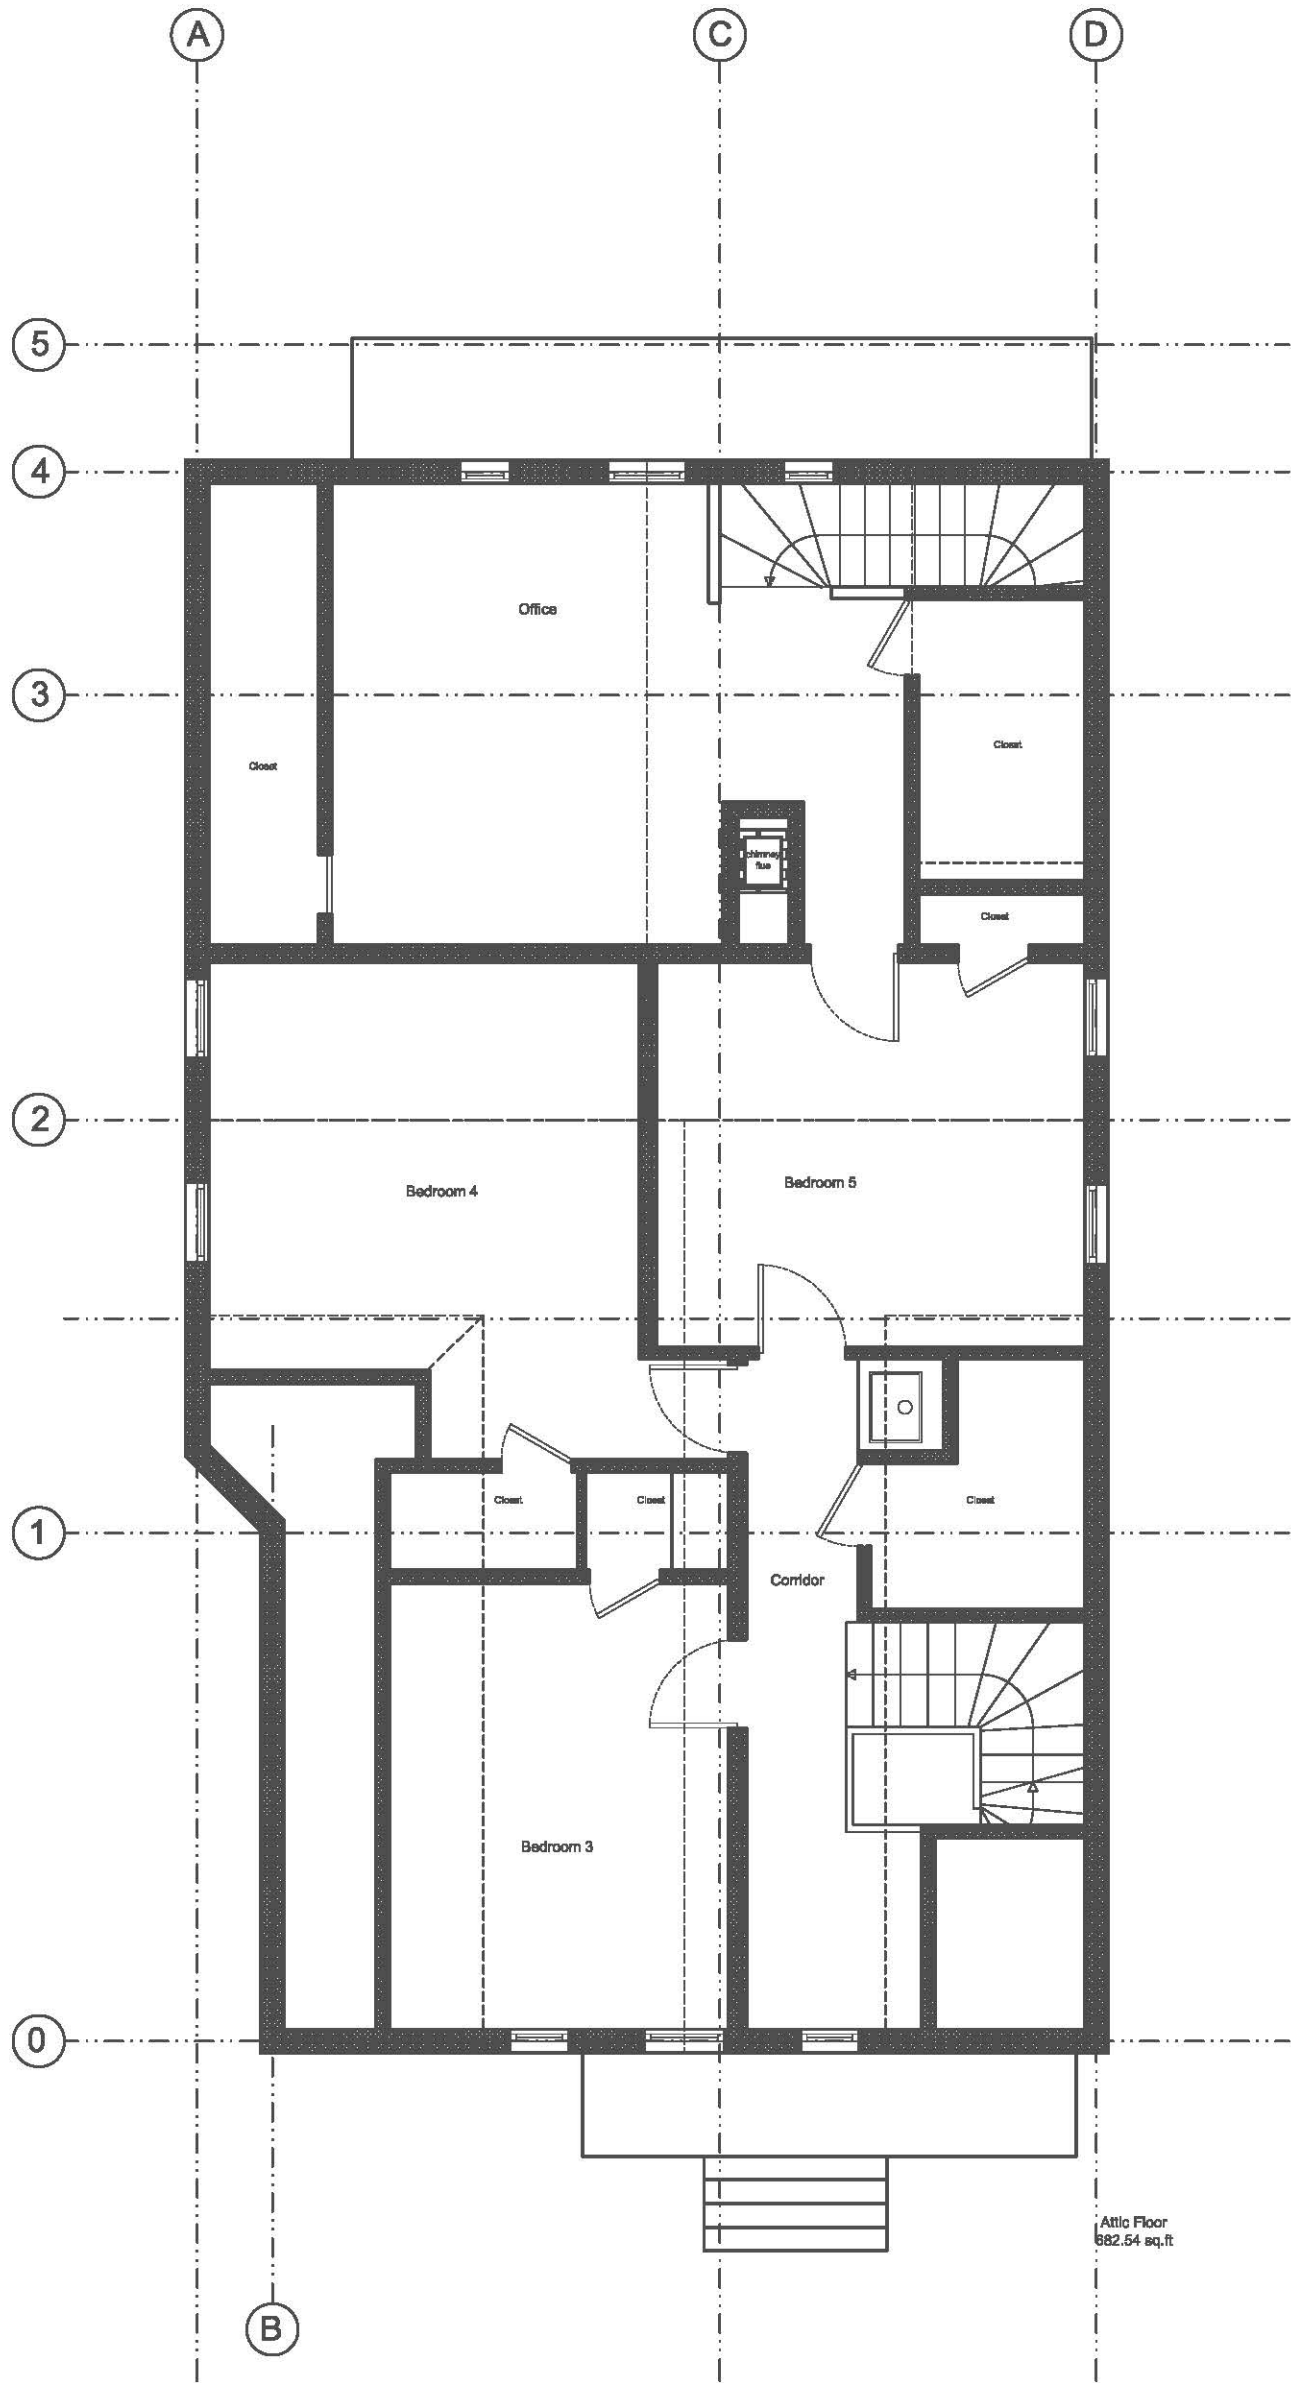 A
C
D
5
4
Office
3
Closet
Closet
chimney
flue
Closet
2
Bedroom 5
Bedroom 4
Closet
Closet
Closet
1
Corridor
Bedroom 3
0
Attic Floor
682.54 sq.ft
B